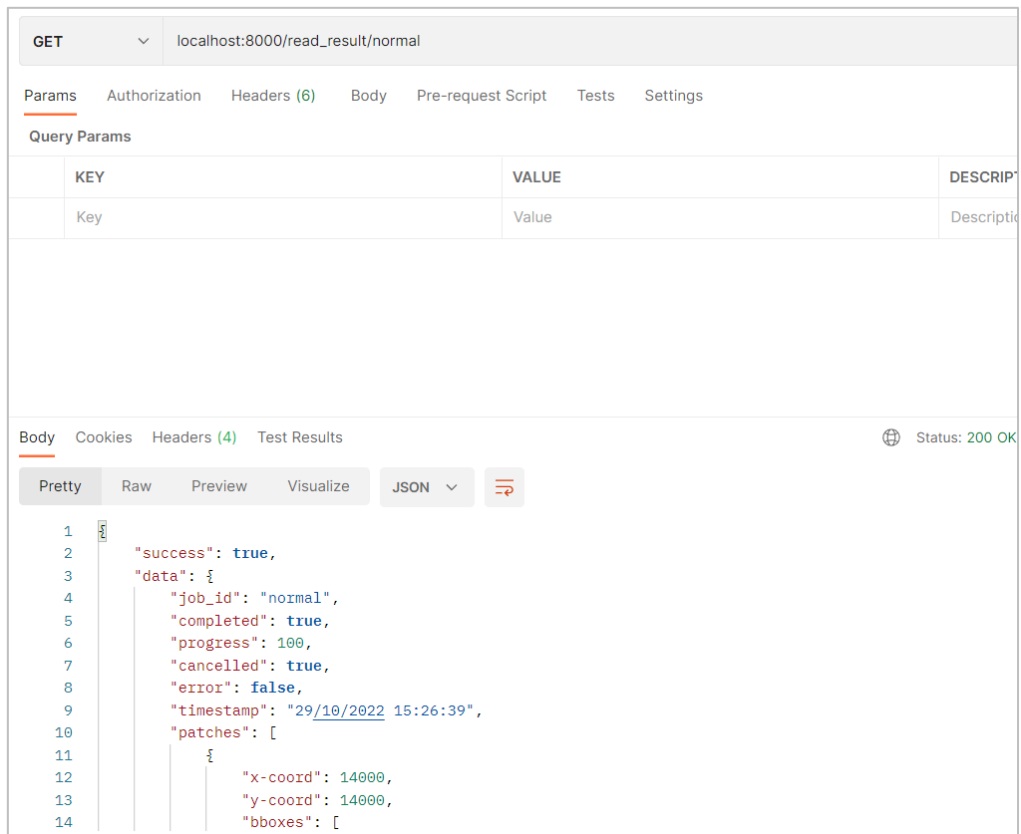 GET localhost:8000/read_result/normal
Params Authorization Headers (6) Body Pre-request Script Tests Settings
Query Params
KEY VALUE DESCRIPT
Key Value Descriptio
Body Cookies Headers (4) Test Results Status: 200 OK
Pretty Raw Preview Visualize JSON
1 {
2 "success": true,
3 "data": {
4 "job_id": "normal",
5 "completed": true,
6 "progress": 100,
7 "cancelled": true,
8 "error": false,
9 "timestamp": "29/10/2022 15:26:39",
10 "patches": [
11 {
12 "x-coord": 14000,
13 "y-coord": 14000,
14 "bboxes": [